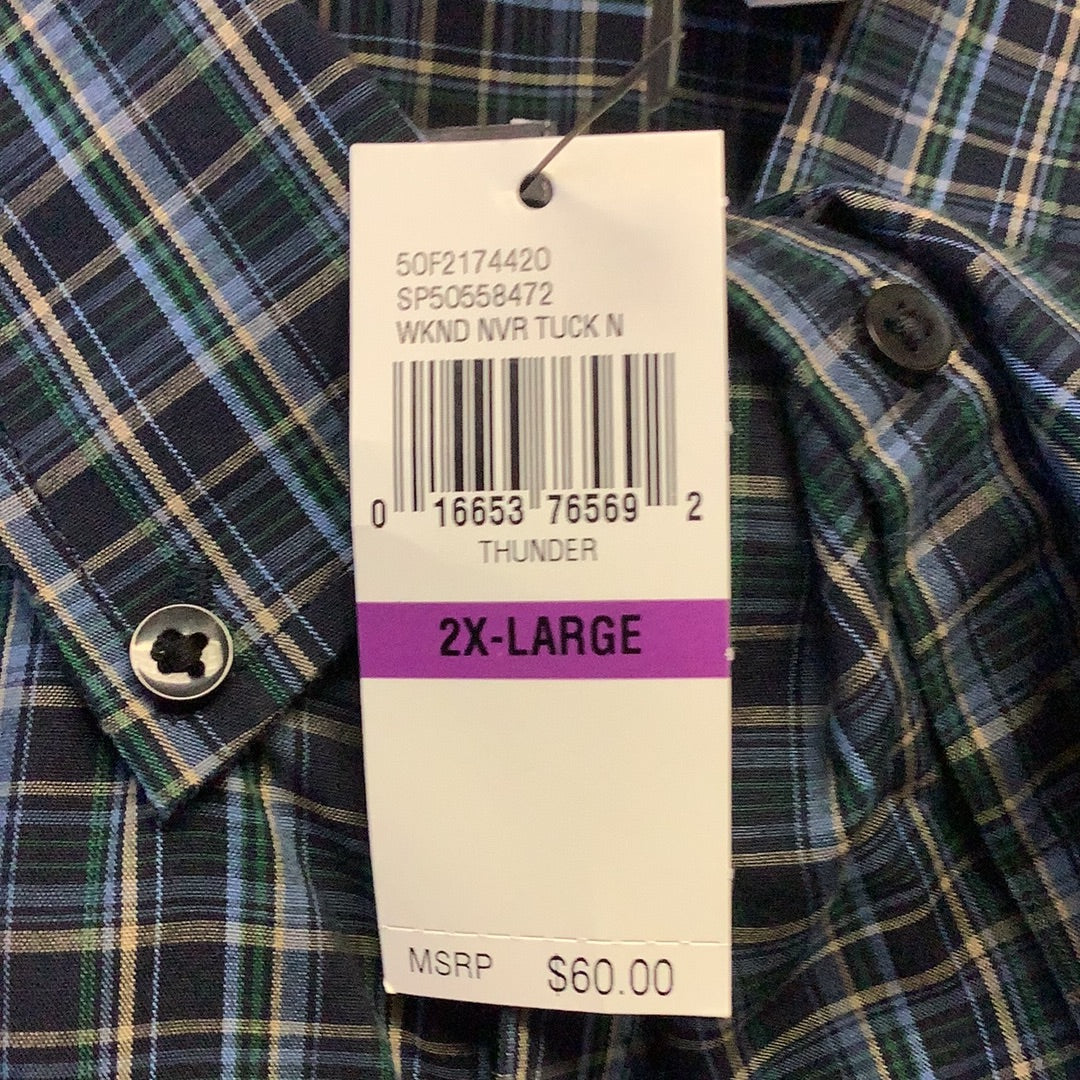 50F2174420
SP50558472
WKND NVR TUCK N
0 16653 76569 2
THUNDER
2X-LARGE
MSRP $60.00